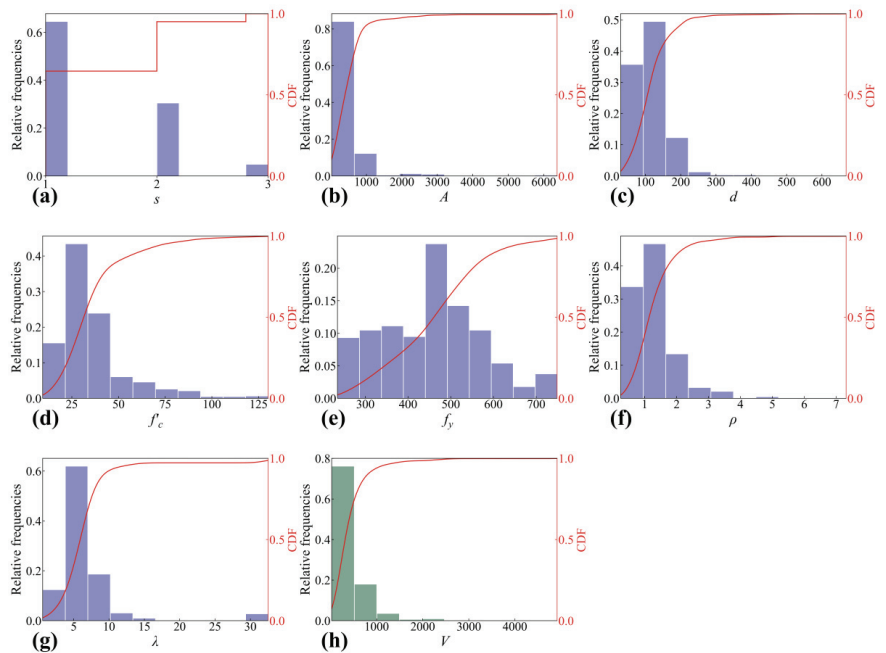 Relative frequencies
0.6
0.4
0.2
0.0
1 2 3
1.0
0.5
0.0
CDF
(a) s
Relative frequencies
0.8
0.6
0.4
0.2
0.0
1000 2000 3000 4000 5000 6000
1.0
0.5
0.0
CDF
(b) A
Relative frequencies
0.5
0.4
0.3
0.2
0.1
0.0
100 200 300 400 500 600
1.0
0.5
0.0
CDF
(c) d
Relative frequencies
0.4
0.3
0.2
0.1
0.0
25 50 75 100 125
1.0
0.5
0.0
CDF
(d) f'c
Relative frequencies
0.20
0.15
0.10
0.05
0.00
300 400 500 600 700
1.0
0.5
0.0
CDF
(e) fy
Relative frequencies
0.5
0.4
0.3
0.2
0.1
0.0
1 2 3 4 5 6 7
1.0
0.5
0.0
CDF
(f) ρ
Relative frequencies
0.6
0.4
0.2
0.0
5 10 15 20 25 30
1.0
0.5
0.0
CDF
(g) λ
Relative frequencies
0.8
0.6
0.4
0.2
0.0
1000 2000 3000 4000
1.0
0.5
0.0
CDF
(h) V